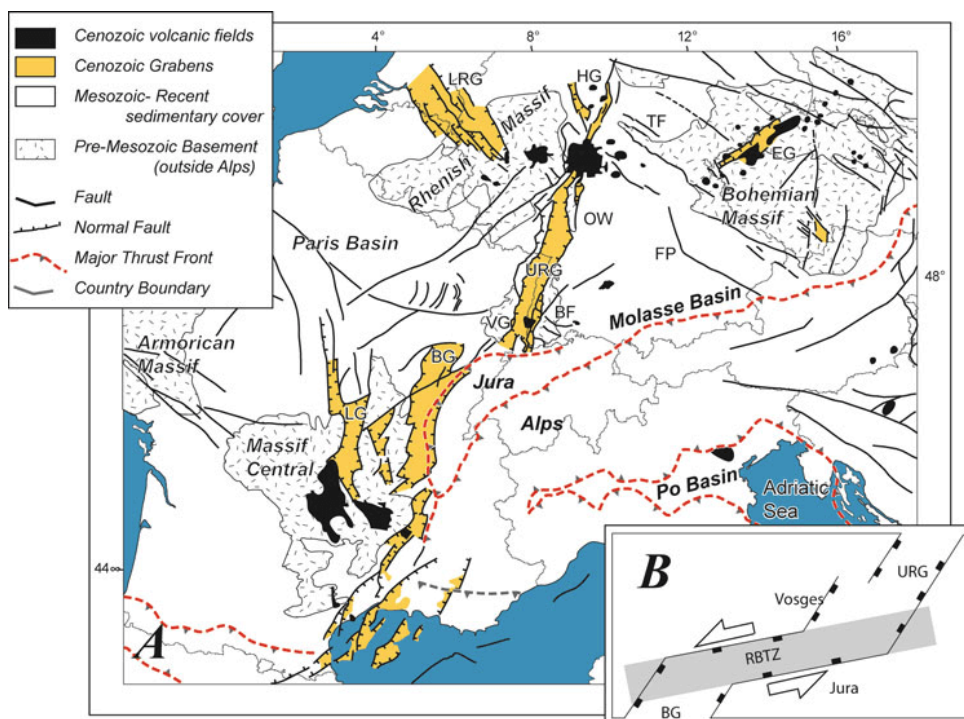 Cenozoic volcanic fields
Cenozoic Grabens
Mesozoic- Recent
sedimentary cover
Pre-Mesozoic Basement
(outside Alps)
Fault
Normal Fault
Major Thrust Front
Country Boundary
4°
8°
12°
16°
LRG
HG
Massif
Rhenish
TF
EG
Bohemian
Massif
OW
Paris Basin
URG
FP
48°
Molasse Basin
VG
BF
Armorican
Massif
BG
Jura
LG
Alps
Massif
Central
Po Basin
Adriatic
Sea
44∞
A
B
URG
Vosges
RBTZ
Jura
BG